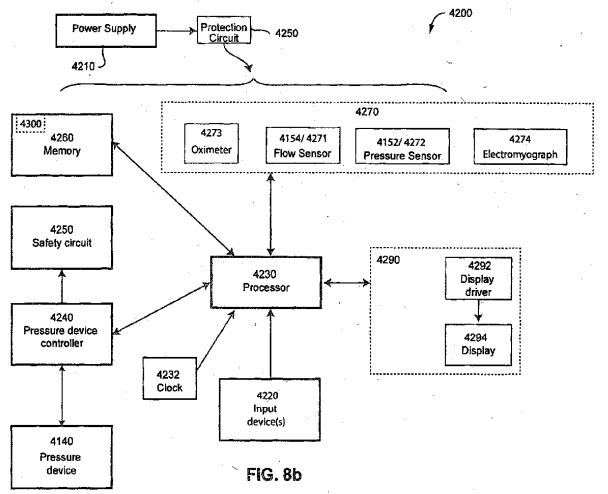 Power Supply
4210
Protection
Circuit
4250
4200
4300
4260
Memory
4270
4273
Oximeter
4154/4271
Flow Sensor
4152/4272
Pressure Sensor
4274
Electromyograph
4250
Safety circuit
4230
Processor
4290
4292
Display
driver
4294
Display
4240
Pressure device
controller
4232
Clock
4220
Input
device(s)
4140
Pressure
device
FIG. 8b